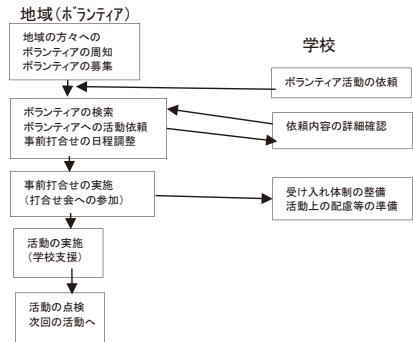 地域(ボランティア)
地域の方々への
ボランティアの周知
ボランティアの募集
ボランティアの検索
ボランティアへの活動依頼
事前打合せの日程調整
事前打合せの実施
(打合せ会への参加)
活動の実施
(学校支援)
活動の点検
次回の活動へ
学校
ボランティア活動の依頼
依頼内容の詳細確認
受け入れ体制の整備
活動上の配慮等の準備